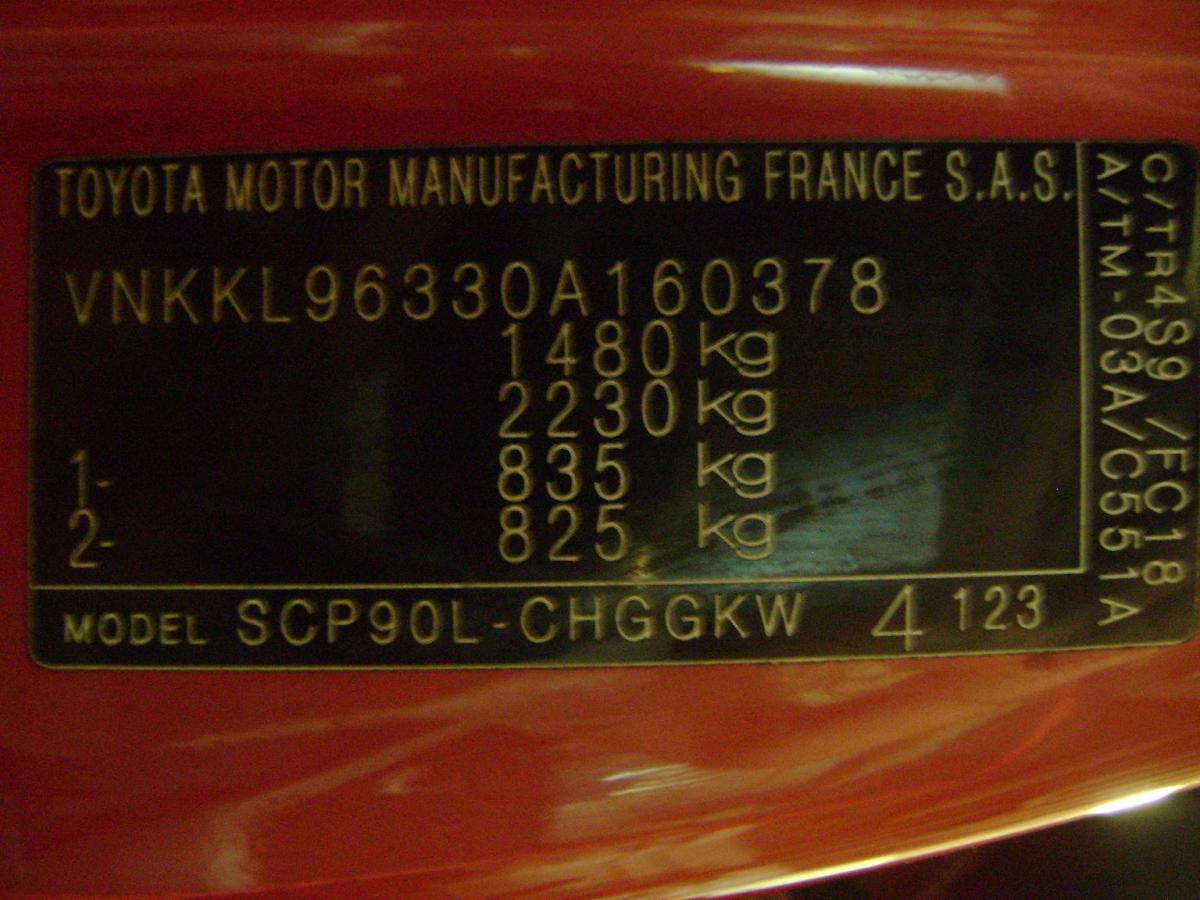 TOYOTA MOTOR MANUFACTURING FRANCE S.A.S.
VNKKL96330A160378
1480 kg
2230 kg
1- 835 kg
2- 825 kg
MODEL SCP90L-CHGGKW 4 123
C/TR4S9 /FC18
A/TM-03A/C551A